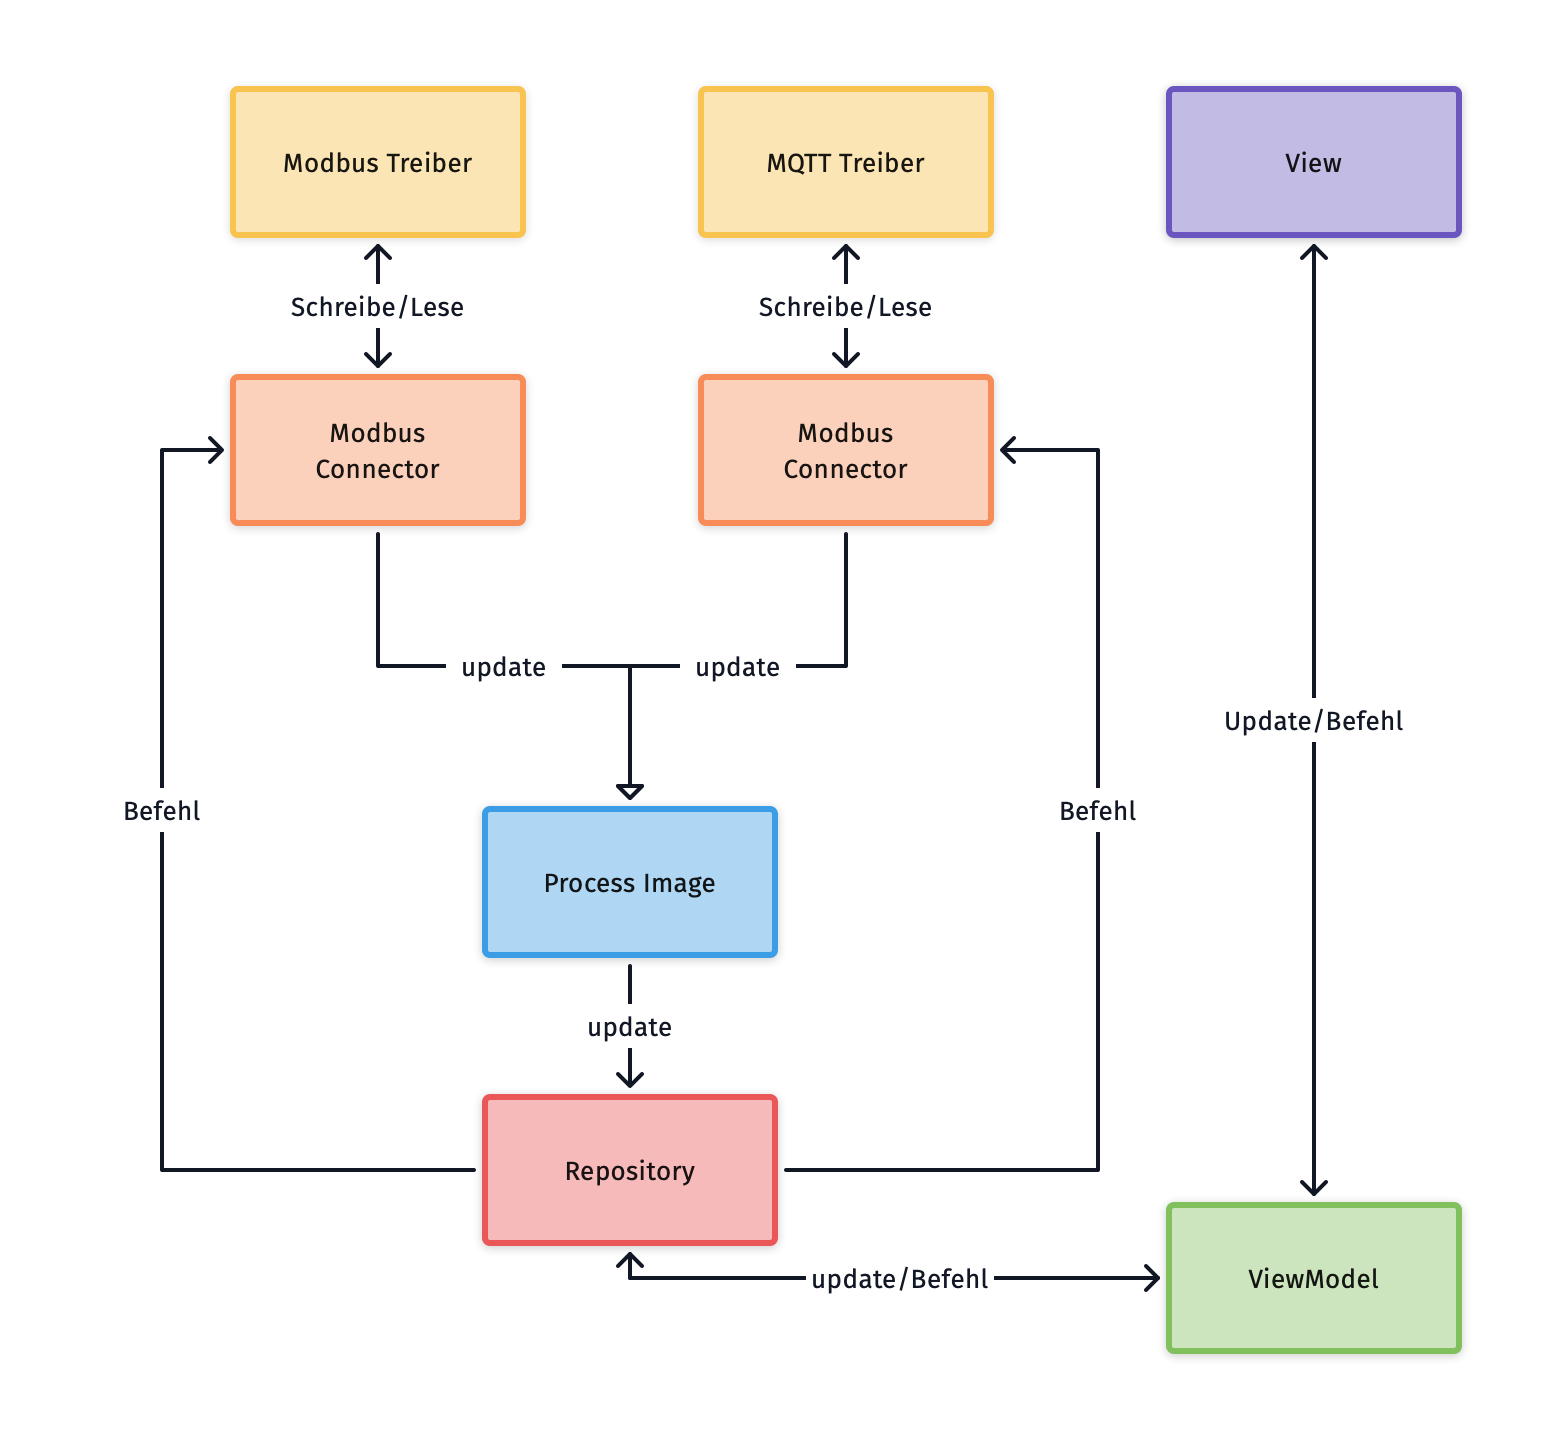 Modbus Treiber
MQTT Treiber
View
Schreibe/Lese
Schreibe/Lese
Modbus
Connector
Modbus
Connector
update
update
Update/Befehl
Befehl
Befehl
Process Image
update
Repository
update/Befehl
ViewModel